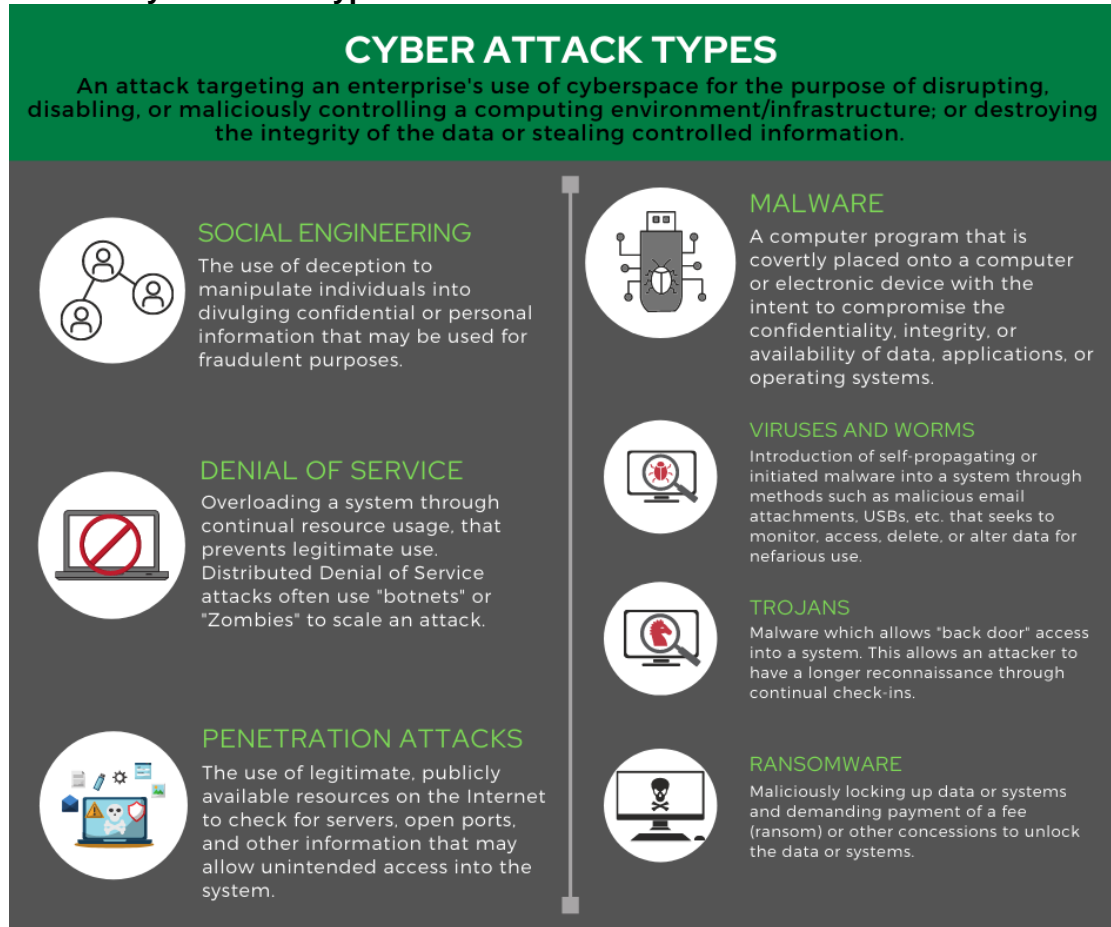 CYBER ATTACK TYPES
An attack targeting an enterprise's use of cyberspace for the purpose of disrupting,
disabling, or maliciously controlling a computing environment/infrastructure; or destroying
the integrity of the data or stealing controlled information.
SOCIAL ENGINEERING
The use of deception to
manipulate individuals into
divulging confidential or personal
information that may be used for
fraudulent purposes.
DENIAL OF SERVICE
Overloading a system through
continual resource usage, that
prevents legitimate use.
Distributed Denial of Service
attacks often use "botnets" or
"Zombies" to scale an attack.
PENETRATION ATTACKS
The use of legitimate, publicly
available resources on the Internet
to check for servers, open ports,
and other information that may
allow unintended access into the
system.
MALWARE
A computer program that is
covertly placed onto a computer
or electronic device with the
intent to compromise the
confidentiality, integrity, or
availability of data, applications, or
operating systems.
VIRUSES AND WORMS
Introduction of self-propagating or
initiated malware into a system through
methods such as malicious email
attachments, USBs, etc. that seeks to
monitor, access, delete, or alter data for
nefarious use.
TROJANS
Malware which allows "back door" access
into a system. This allows an attacker to
have a longer reconnaissance through
continual check-ins.
RANSOMWARE
Maliciously locking up data or systems
and demanding payment of a fee
(ransom) or other concessions to unlock
the data or systems.